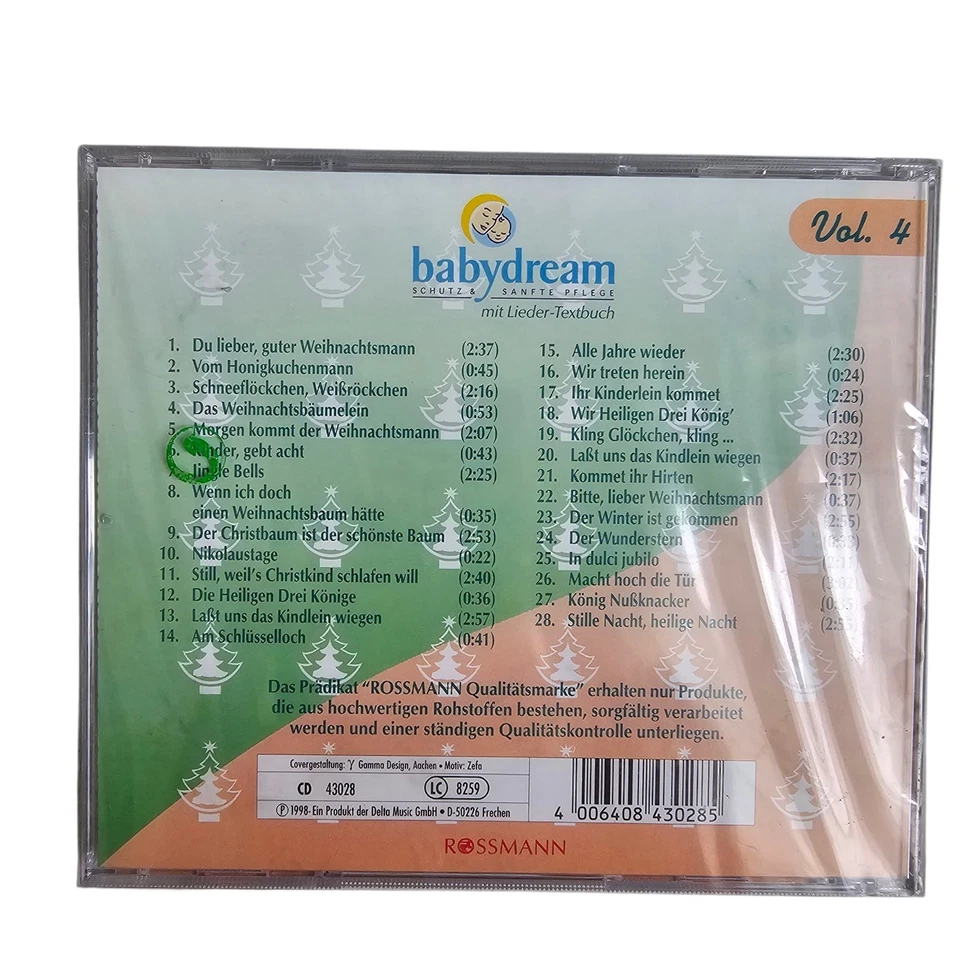 Vol. 4
babydream
SCHUTZ & SANFTE PFLEGE
mit Lieder-Textbuch
1. Du lieber, guter Weihnachtsmann (2:37)
2. Vom Honigkuchenmann (0:45)
3. Schneeflöckchen, Weißröckchen (2:16)
4. Das Weihnachtsbäumelein (0:53)
5. Morgen kommt der Weihnachtsmann (2:07)
6. Kinder, gebt acht (0:43)
7. Jingle Bells (2:25)
8. Wenn ich doch
einen Weihnachtsbaum hätte (0:35)
9. Der Christbaum ist der schönste Baum (2:53)
10. Nikolaustage (0:22)
11. Still, weil's Christkind schlafen will (2:40)
12. Die Heiligen Drei Könige (0:36)
13. Laßt uns das Kindlein wiegen (2:57)
14. Am Schlüsselloch (0:41)
15. Alle Jahre wieder (2:30)
16. Wir treten herein (0:24)
17. Ihr Kinderlein kommet (2:25)
18. Wir Heiligen Drei König' (1:06)
19. Kling Glöckchen, kling ... (2:32)
20. Laßt uns das Kindlein wiegen (0:37)
21. Kommet ihr Hirten (2:17)
22. Bitte, lieber Weihnachtsmann (0:37)
23. Der Winter ist gekommen (2:55)
24. Der Wunderstern
25. In dulci jubilo
26. Macht hoch die Tür
27. König Nußknacker
28. Stille Nacht, heilige Nacht
Das Prädikat “ROSSMANN Qualitätsmarke” erhalten nur Produkte,
die aus hochwertigen Rohstoffen bestehen, sorgfältig verarbeitet
werden und einer ständigen Qualitätskontrolle unterliegen.
Covergestaltung: γ Gamma Design, Aachen • Motiv: Zefa
CD 43028 LC 8259
℗ 1998- Ein Produkt der Delta Music GmbH • D-50226 Frechen
4 006408 430285
ROSSMANN